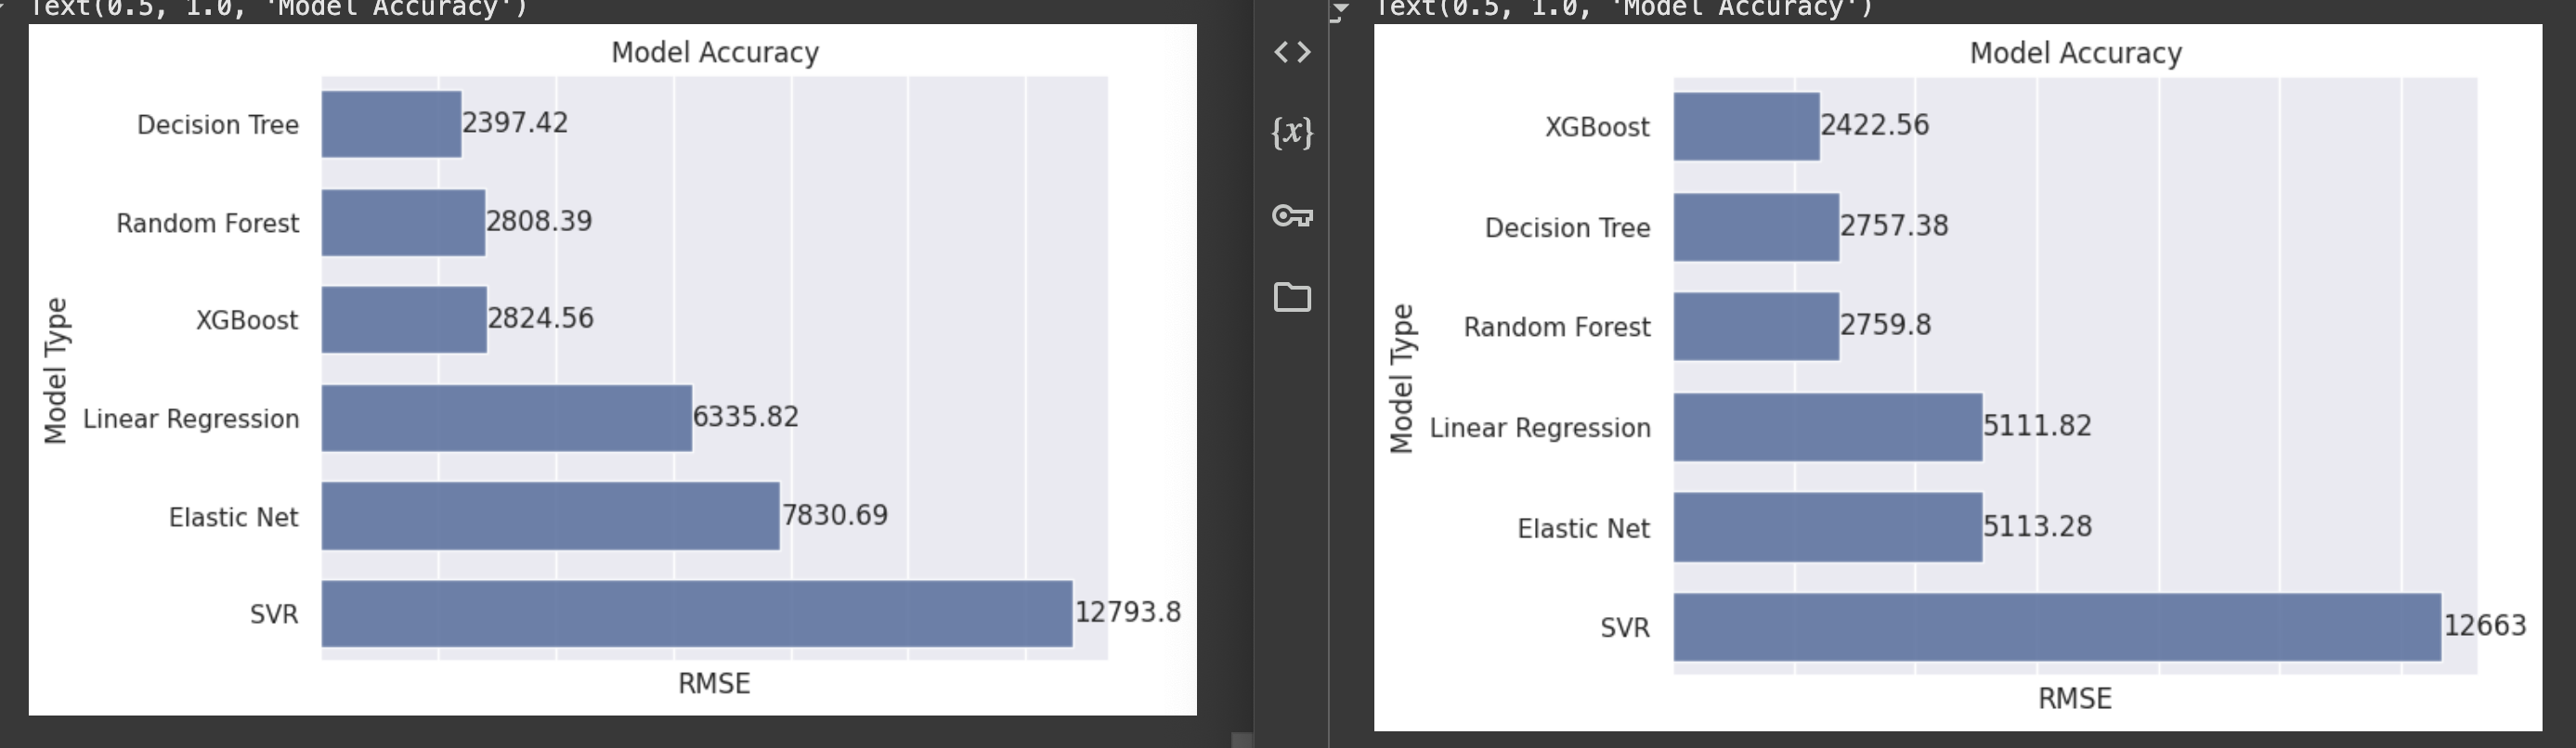 Text(0.5, 1.0, 'Model Accuracy')
Model Accuracy
Model Type
Decision Tree 2397.42
Random Forest 2808.39
XGBoost 2824.56
Linear Regression 6335.82
Elastic Net 7830.69
SVR 12793.8
RMSE
<>
{x}
Text(0.5, 1.0, 'Model Accuracy')
Model Accuracy
Model Type
XGBoost 2422.56
Decision Tree 2757.38
Random Forest 2759.8
Linear Regression 5111.82
Elastic Net 5113.28
SVR 12663
RMSE